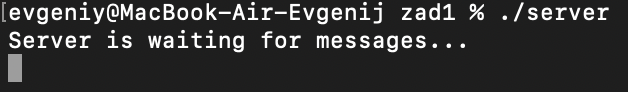 [evgeniy@MacBook-Air-Evgenij zad1 % ./server
Server is waiting for messages...